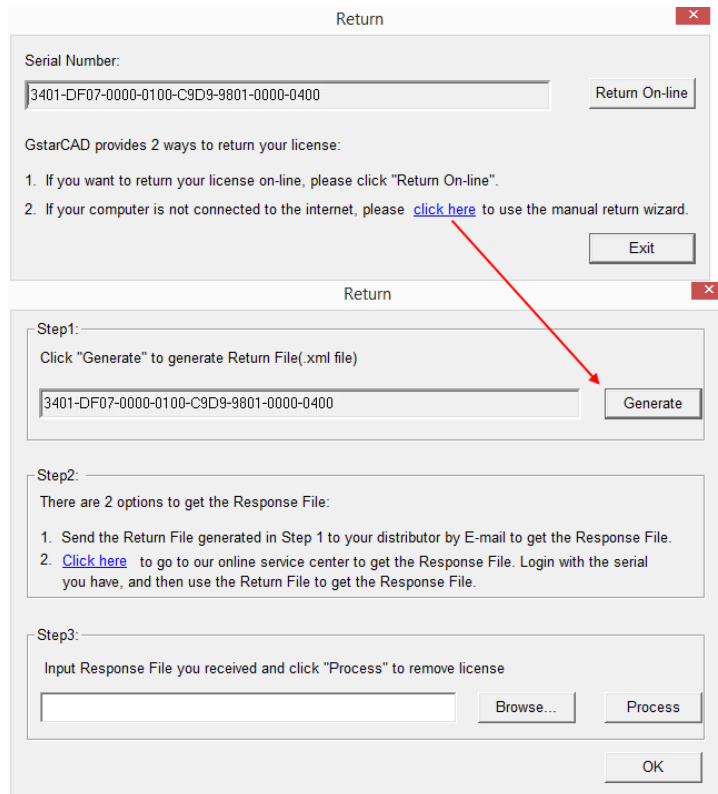 Return
Serial Number:
3401-DF07-0000-0100-C9D9-9801-0000-0400
Return On-line
GstarCAD provides 2 ways to return your license:
1. If you want to return your license on-line, please click "Return On-line".
2. If your computer is not connected to the internet, please click here to use the manual return wizard.
Exit
Return
Step1:
Click "Generate" to generate Return File(.xml file)
3401-DF07-0000-0100-C9D9-9801-0000-0400
Generate
Step2:
There are 2 options to get the Response File:
1. Send the Return File generated in Step 1 to your distributor by E-mail to get the Response File.
2. Click here to go to our online service center to get the Response File. Login with the serial
you have, and then use the Return File to get the Response File.
Step3:
Input Response File you received and click "Process" to remove license
Browse...
Process
OK